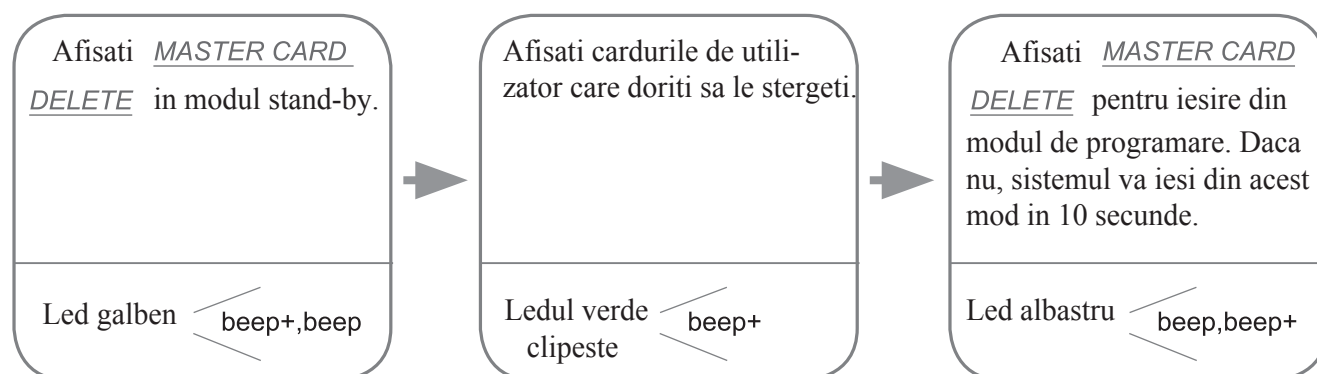 Afisati MASTER CARD
DELETE in modul stand-by.
Led galben beep+,beep
Afisati cardurile de utili-
zator care doriti sa le stergeti.
Ledul verde
clipeste
beep+
Afisati MASTER CARD
DELETE pentru iesire din
modul de programare. Daca
nu, sistemul va iesi din acest
mod in 10 secunde.
Led albastru beep,beep+